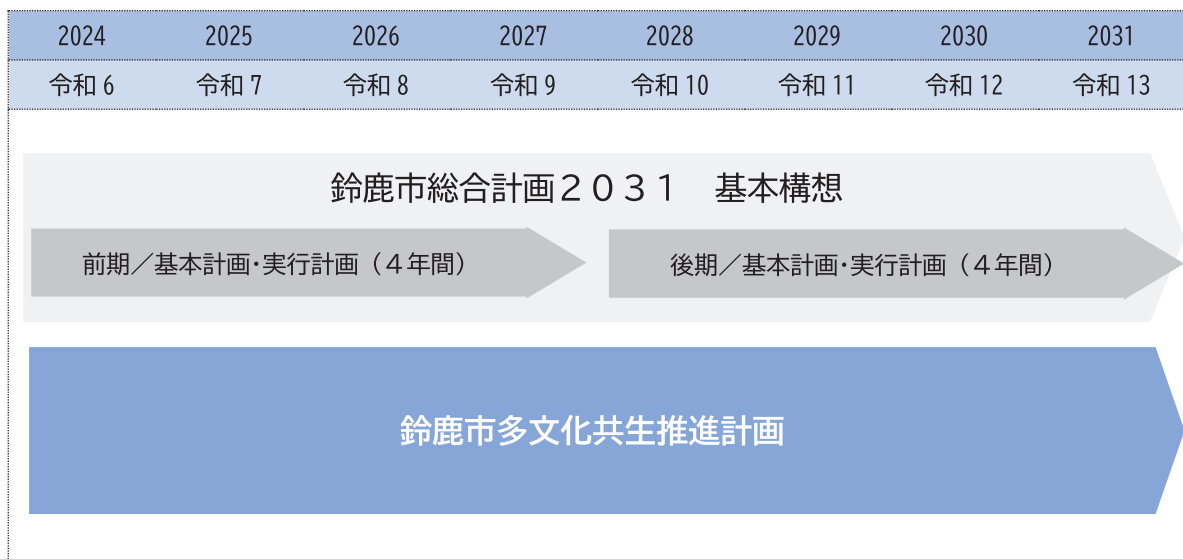 2024 2025 2026 2027 2028 2029 2030 2031
令和 6 令和 7 令和 8 令和 9 令和 10 令和 11 令和 12 令和 13
鈴鹿市総合計画２０３１　基本構想
前期／基本計画・実行計画（４年間） 後期／基本計画・実行計画（４年間）
鈴鹿市多文化共生推進計画